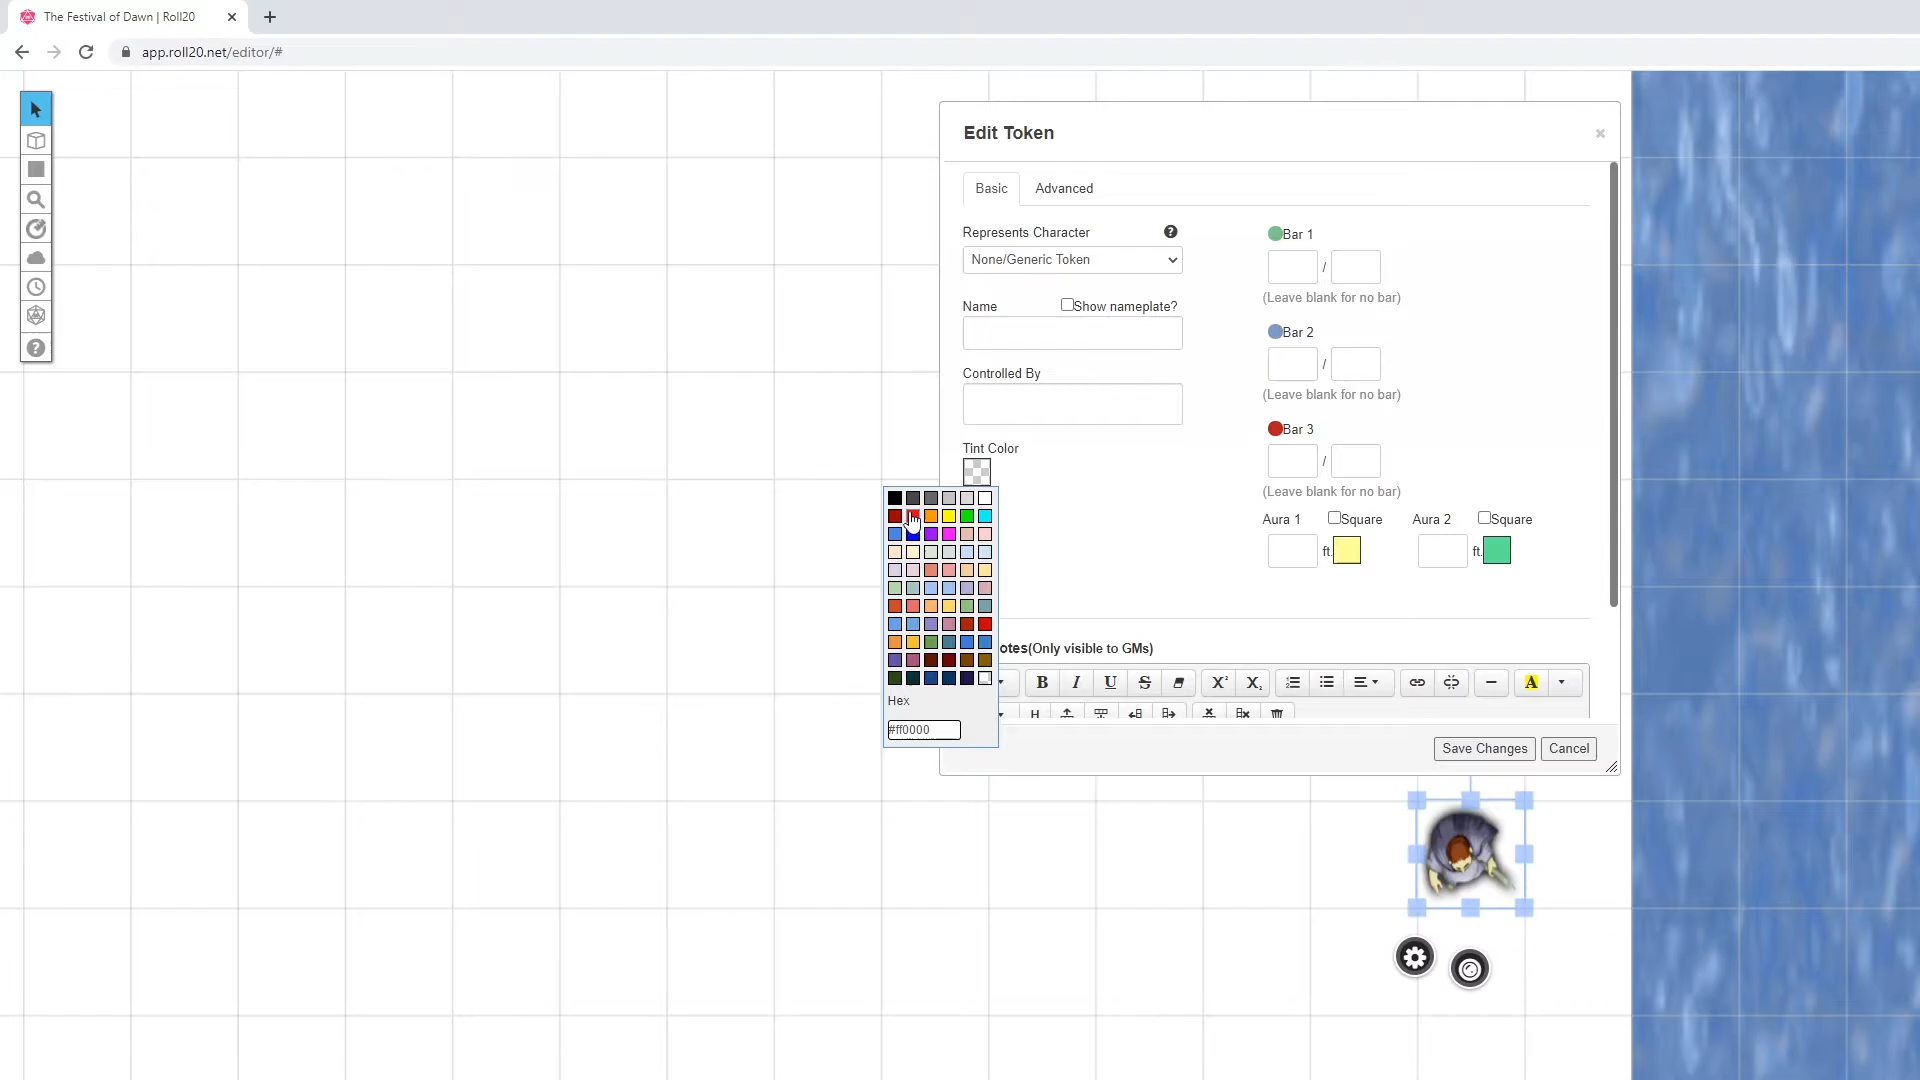 The Festival of Dawn | Roll20
app.roll20.net/editor/#
Edit Token
Basic Advanced
Represents Character
None/Generic Token
Name Show nameplate?
Controlled By
Tint Color
Bar 1
/
(Leave blank for no bar)
Bar 2
/
(Leave blank for no bar)
Bar 3
/
(Leave blank for no bar)
Aura 1 Square Aura 2 Square
ft. ft.
otes(Only visible to GMs)
B I U S X² X₂ A
H
Hex
#ff0000
Save Changes Cancel